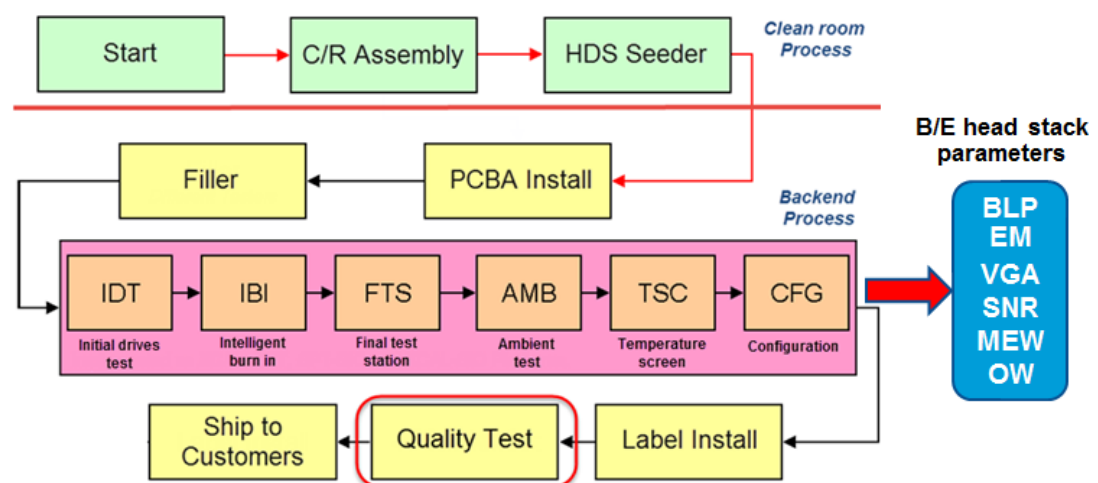 Start
C/R Assembly
HDS Seeder
Clean room
Process
B/E head stack
parameters
Filler
PCBA Install
Backend
Process
BLP
EM
VGA
SNR
MEW
OW
IDT
IBI
FTS
AMB
TSC
CFG
Initial drives
test
Intelligent
burn in
Final test
station
Ambient
test
Temperature
screen
Configuration
Ship to
Customers
Quality Test
Label Install